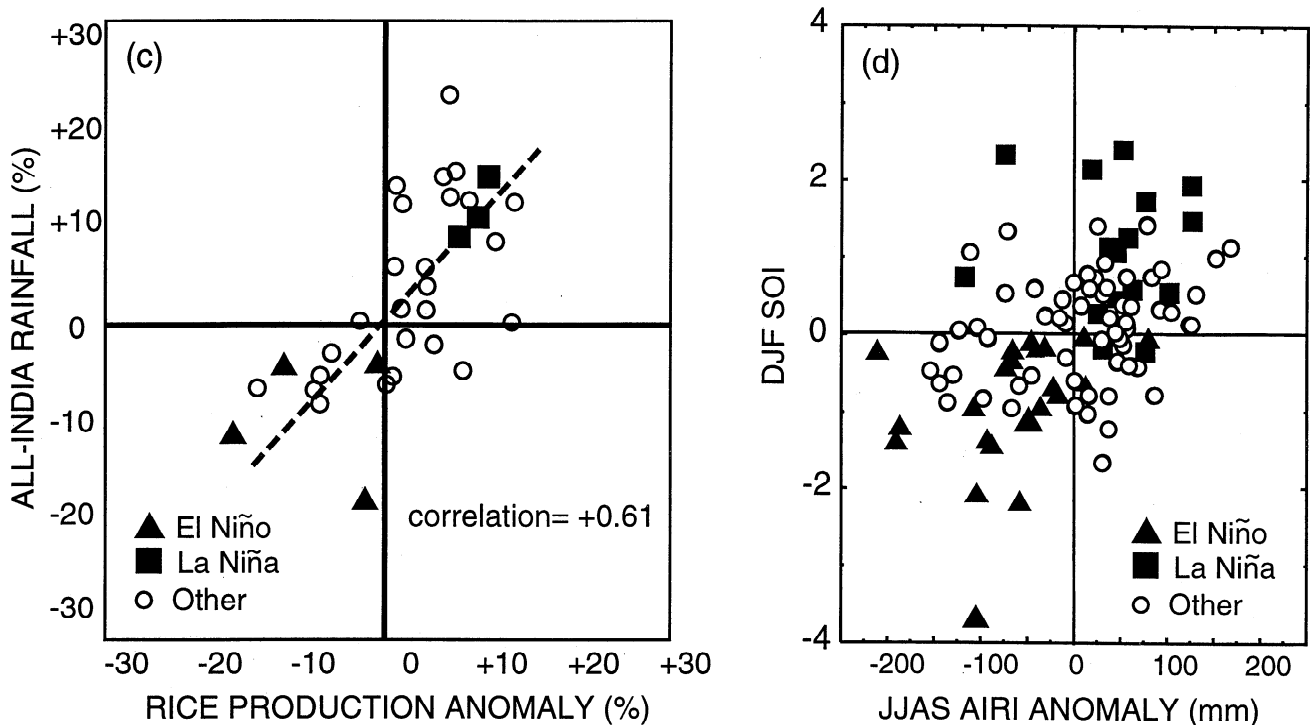 (c)
+30
+20
+10
0
-10
-20
-30
ALL-INDIA RAINFALL (%)
correlation= +0.61
El Niño
La Niña
Other
-30 -20 -10 0 +10 +20 +30
RICE PRODUCTION ANOMALY (%)
(d)
4
2
0
-2
-4
DJF SOI
El Niño
La Niña
Other
-200 -100 0 100 200
JJAS AIRI ANOMALY (mm)